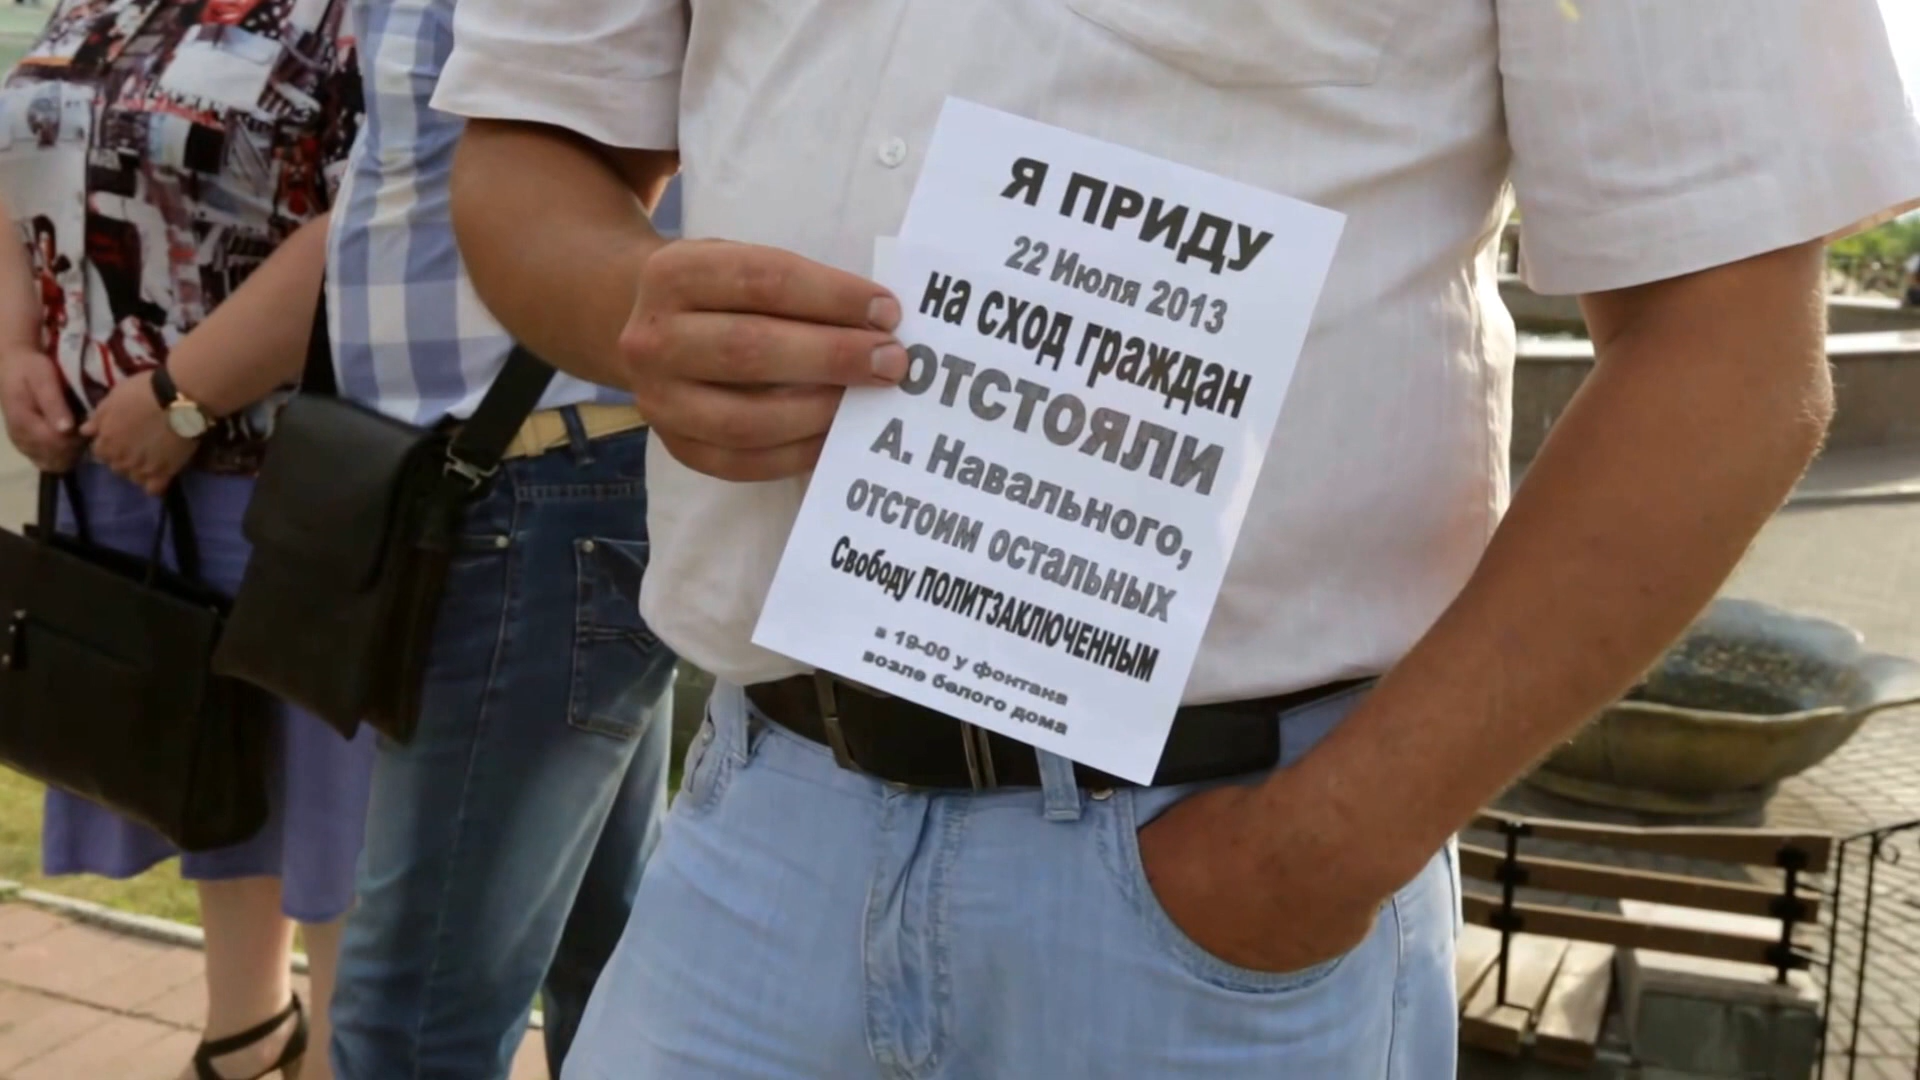 Я ПРИДУ
22 Июля 2013
на сход граждан
ОТСТОЯЛИ
А. Навального,
отстоим остальных
Свободу ПОЛИТЗАКЛЮЧЕННЫМ
в 19-00 у фонтана
возле белого дома